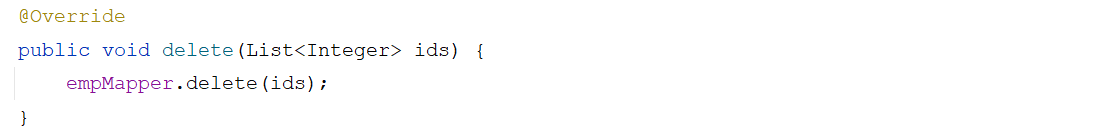 @Override
public void delete(List<Integer> ids) {
    empMapper.delete(ids);
}